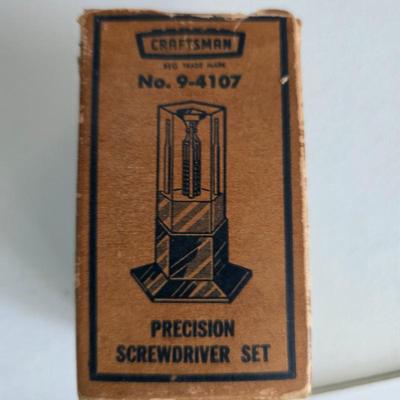 CRAFTSMAN
REG. TRADE MARK
No. 9-4107
PRECISION
SCREWDRIVER SET